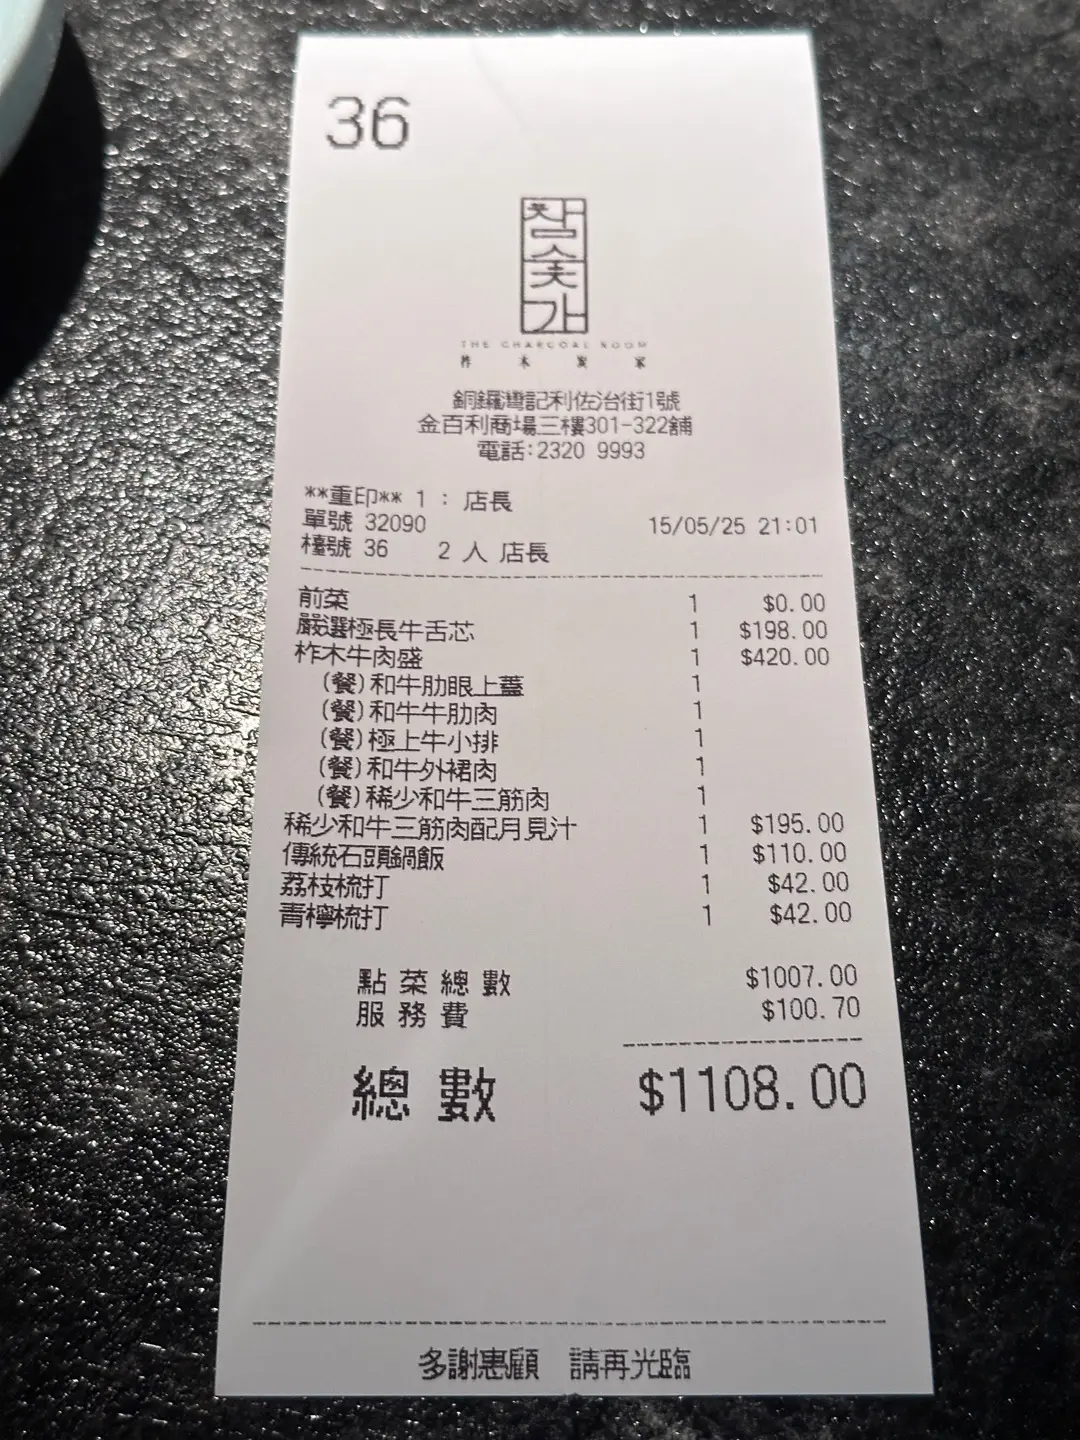 36
참숯家
THE CHARCOAL ROOM
柞木炭家
銅鑼灣記利佐治街1號
金百利商場三樓301-322舖
電話:2320 9993
**重印** 1 : 店長
單號 32090 15/05/25 21:01
檯號 36 2 人 店長
前菜 1 $0.00
嚴選極長牛舌芯 1 $198.00
柞木牛肉盛 1 $420.00
(餐)和牛肋眼上蓋 1
(餐)和牛牛肋肉 1
(餐)極上牛小排 1
(餐)和牛外裙肉 1
(餐)稀少和牛三筋肉 1
稀少和牛三筋肉配月見汁 1 $195.00
傳統石頭鍋飯 1 $110.00
荔枝梳打 1 $42.00
青檸梳打 1 $42.00
點菜總數 $1007.00
服務費 $100.70
總數 $1108.00
多謝惠顧 請再光臨